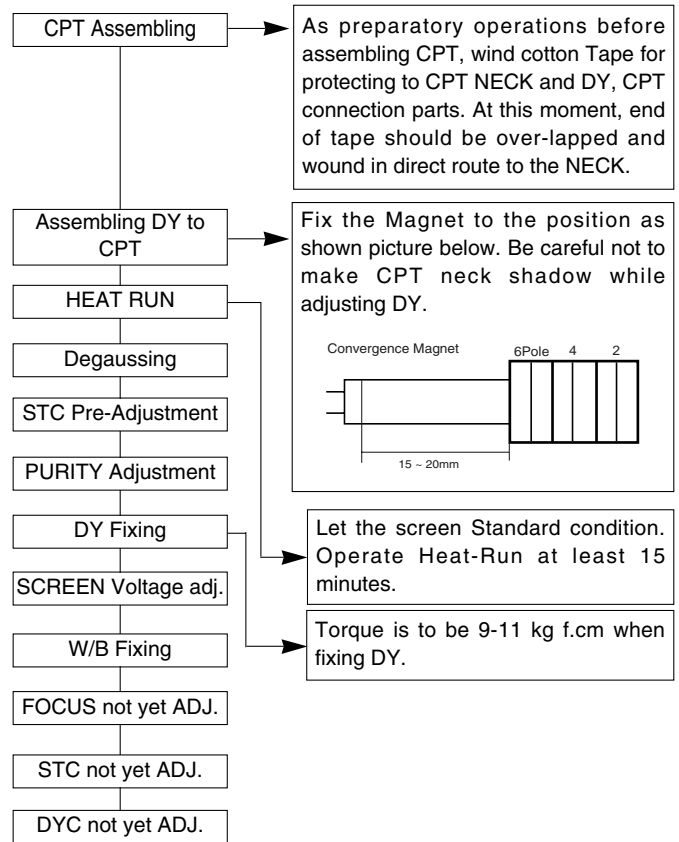 CPT Assembling
As preparatory operations before
assembling CPT, wind cotton Tape for
protecting to CPT NECK and DY, CPT
connection parts. At this moment, end
of tape should be over-lapped and
wound in direct route to the NECK.
Assembling DY to
CPT
Fix the Magnet to the position as
shown picture below. Be careful not to
make CPT neck shadow while
adjusting DY.
Convergence Magnet
6Pole 4 2
15 ~ 20mm
HEAT RUN
Degaussing
STC Pre-Adjustment
PURITY Adjustment
DY Fixing
Let the screen Standard condition.
Operate Heat-Run at least 15
minutes.
SCREEN Voltage adj.
Torque is to be 9-11 kg f.cm when
fixing DY.
W/B Fixing
FOCUS not yet ADJ.
STC not yet ADJ.
DYC not yet ADJ.